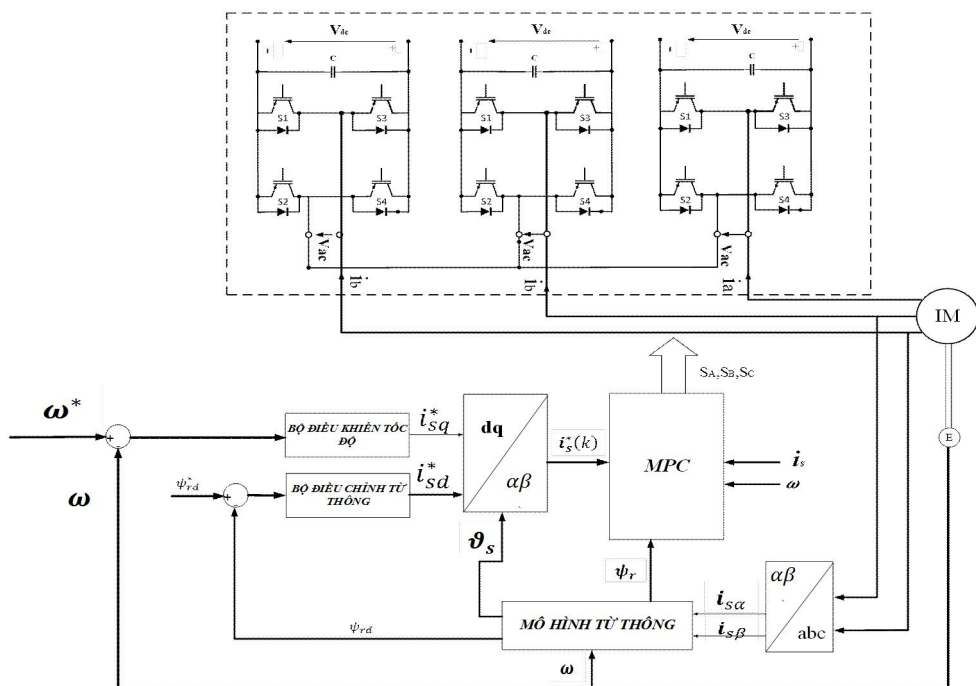 Vdc Vdc Vdc
+ + +
C C C
S1 S3 S1 S3 S1 S3
S2 S4 S2 S4 S2 S4
Vac Vac Vac
ib ib ia
IM
SA,SB,SC
ω*
+
BỘ ĐIỀU KHIỂN TỐC
ĐỘ
i*sq
dq
αβ
i*s(k)
MPC
is
ω
E
ω
ψ*rd
+
-
BỘ ĐIỀU CHỈNH TỪ
THÔNG
i*sd
ϑs
ψr
αβ
abc
isα
isβ
ψrd
MÔ HÌNH TỪ THÔNG
ω